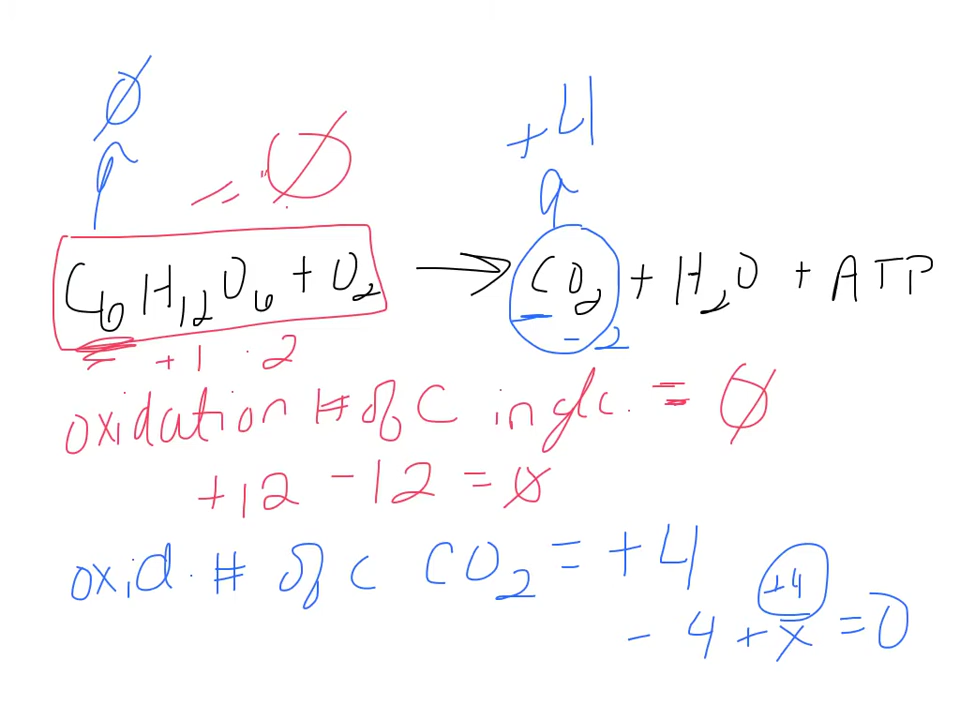 ∅ +4
= ∅
C₆H₁₂O₆ + O₂ → CO₂ + H₂O + ATP
+1 -2 -2
oxidation # of C in glc. = ∅
+12 -12 = ∅
oxid. # of C CO₂ = +4
+4
- 4 + x = 0